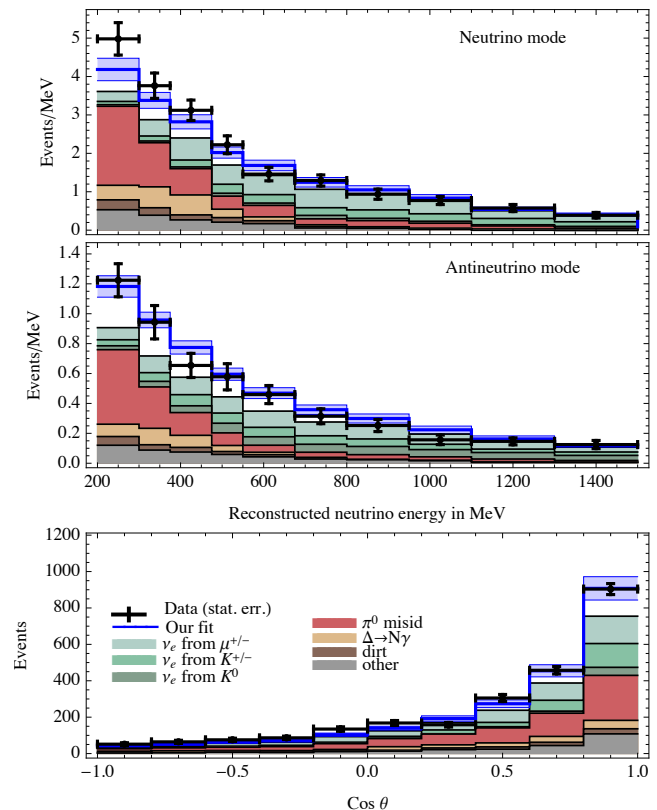 Neutrino mode
Events/MeV
5
4
3
2
1
0
Antineutrino mode
Events/MeV
1.4
1.2
1.0
0.8
0.6
0.4
0.2
0.0
200 400 600 800 1000 1200 1400
Reconstructed neutrino energy in MeV
Events
1200
1000
800
600
400
200
0
Data (stat. err.)
Our fit
νe from μ+/−
νe from K+/−
νe from K0
π0 misid
Δ→Nγ
dirt
other
−1.0 −0.5 0.0 0.5 1.0
Cos θ